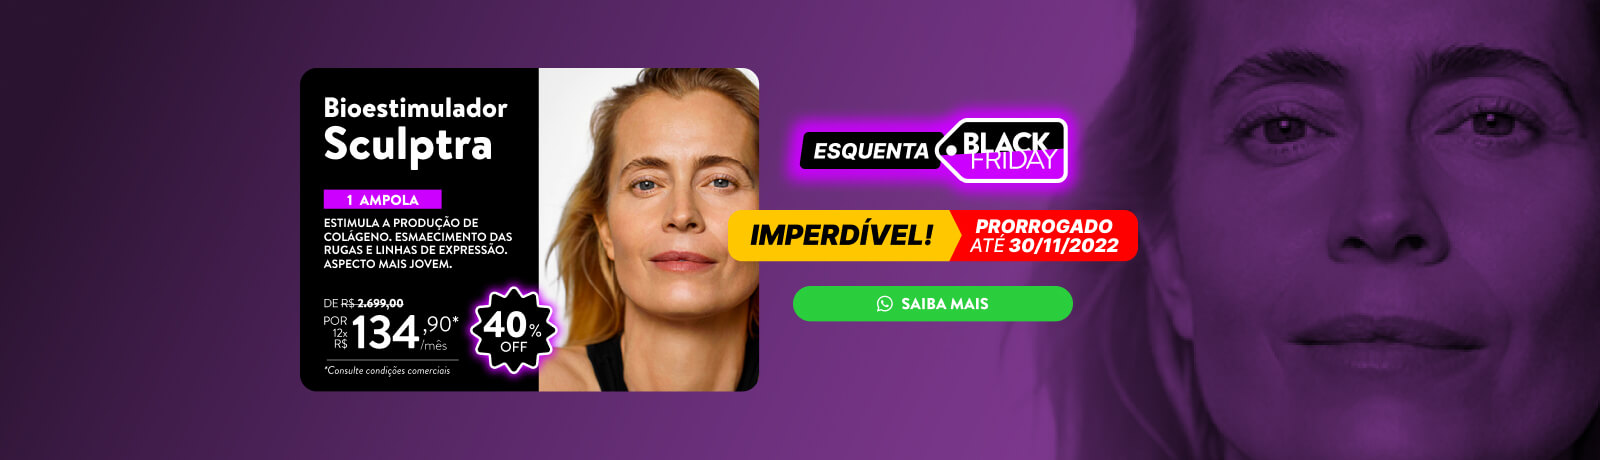 Bioestimulador
Sculptra
1 AMPOLA
ESTIMULA A PRODUÇÃO DE
COLÁGENO. ESMAECIMENTO DAS
RUGAS E LINHAS DE EXPRESSÃO.
ASPECTO MAIS JOVEM.
DE R$ 2.699,00
POR 12x R$ 134,90*/mês
*Consulte condições comerciais
40% OFF
ESQUENTA
BLACK
FRIDAY
IMPERDÍVEL!
PRORROGADO
ATÉ 30/11/2022
SAIBA MAIS